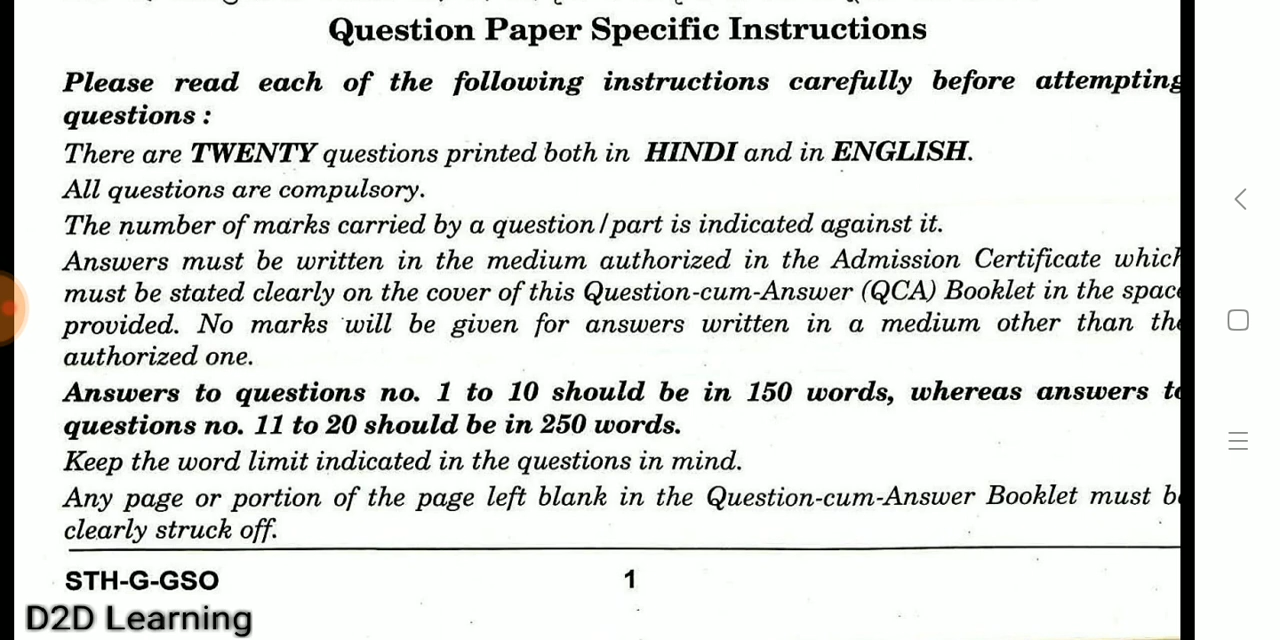 Question Paper Specific Instructions
Please read each of the following instructions carefully before attempting
questions :
There are TWENTY questions printed both in HINDI and in ENGLISH.
All questions are compulsory.
The number of marks carried by a question / part is indicated against it.
Answers must be written in the medium authorized in the Admission Certificate which
must be stated clearly on the cover of this Question-cum-Answer (QCA) Booklet in the space
provided. No marks will be given for answers written in a medium other than the
authorized one.
Answers to questions no. 1 to 10 should be in 150 words, whereas answers to
questions no. 11 to 20 should be in 250 words.
Keep the word limit indicated in the questions in mind.
Any page or portion of the page left blank in the Question-cum-Answer Booklet must be
clearly struck off.
STH-G-GSO 1
D2D Learning